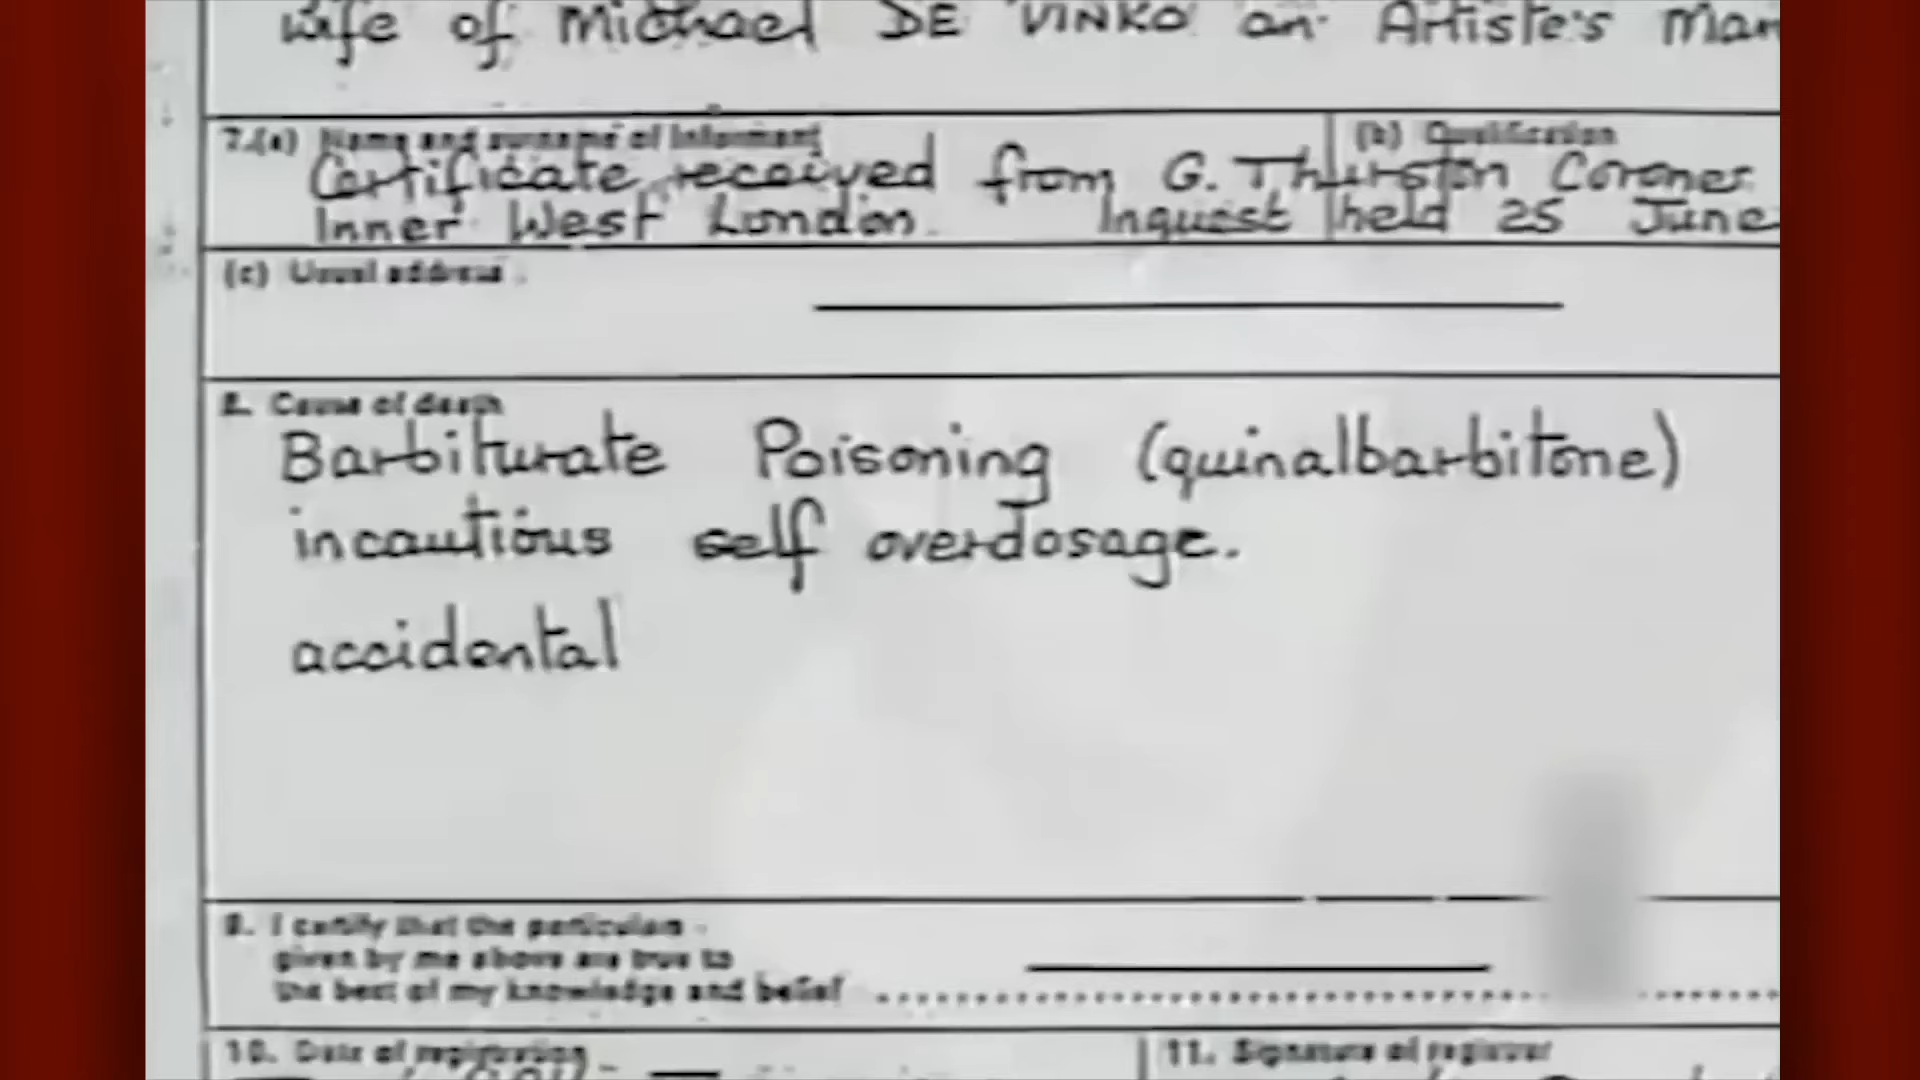 wife of Michael DE VINKO an Artiste's Man
7.(a) Name and surname of informant (b) Qualification
Certificate received from G. Thurston Coroner
Inner West London. Inquest held 25 June
(c) Usual address
8. Cause of death
Barbiturate Poisoning (quinalbarbitone)
incautious self overdosage.
accidental
9. I certify that the particulars
given by me above are true to
the best of my knowledge and belief
10. Date of registration 11. Signature of registrar